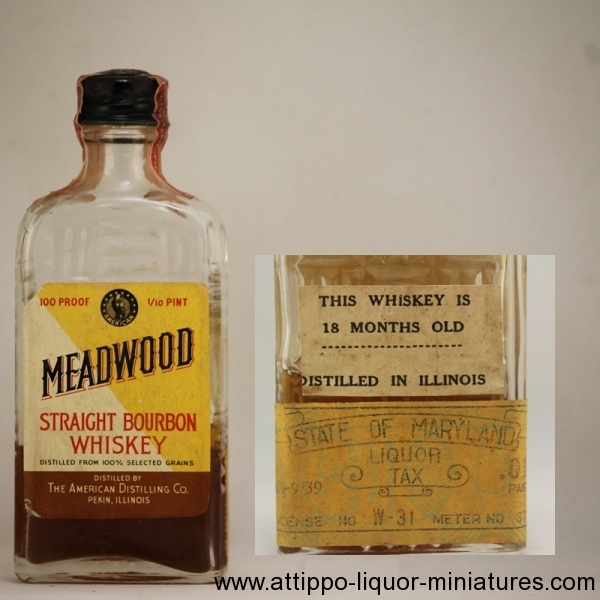 100 PROOF 1/10 PINT
AMERICAN
MEADWOOD
STRAIGHT BOURBON
WHISKEY
DISTILLED FROM 100% SELECTED GRAINS
DISTILLED BY
THE AMERICAN DISTILLING CO.
PEKIN, ILLINOIS
THIS WHISKEY IS
18 MONTHS OLD
DISTILLED IN ILLINOIS
STATE OF MARYLAND
LIQUOR
TAX
CENSE NO. W-31 METER NO.
www.attippo-liquor-miniatures.com